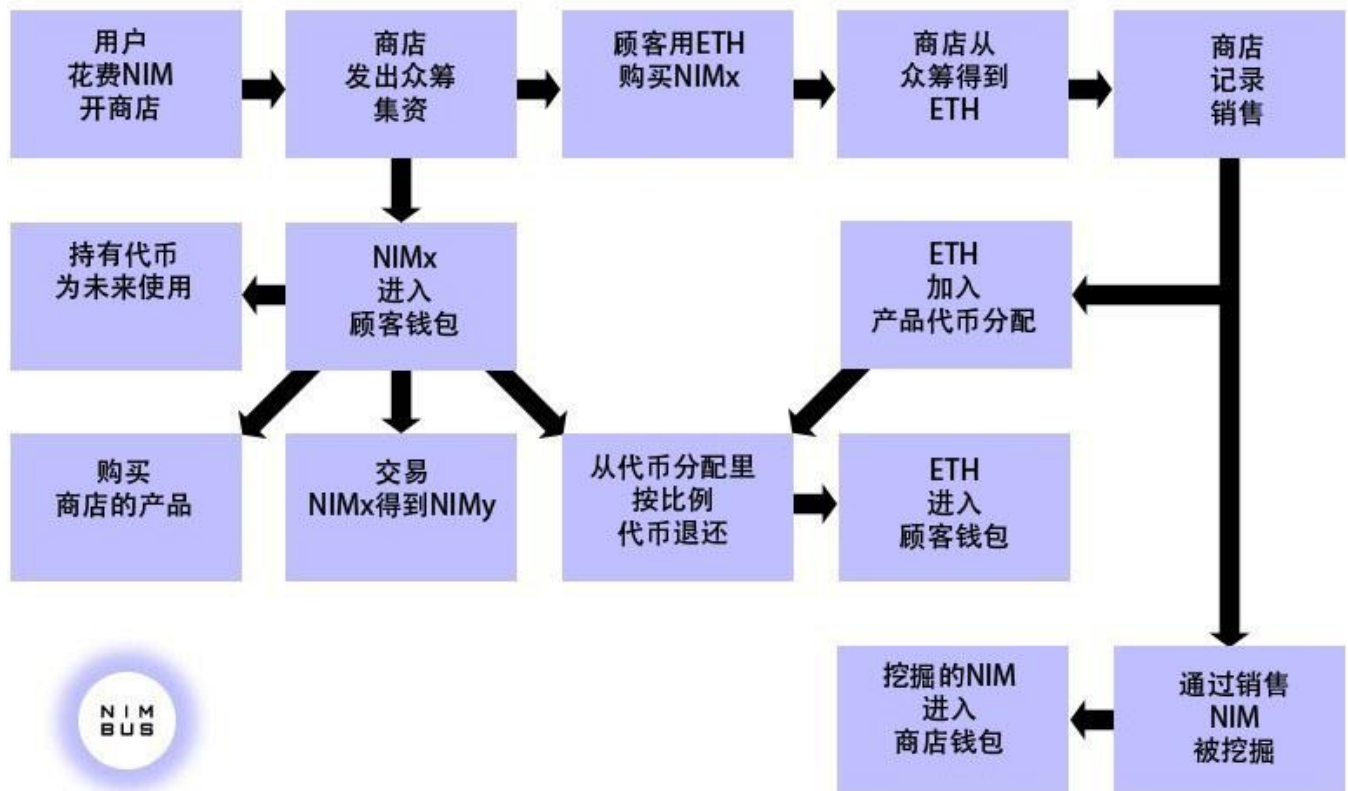 用户
花费NIM
开商店
商店
发出众筹
集资
顾客用ETH
购买NIMx
商店从
众筹得到
ETH
商店
记录
销售
持有代币
为未来使用
NIMx
进入
顾客钱包
ETH
加入
产品代币分配
购买
商店的产品
交易
NIMx得到NIMy
从代币分配里
按比例
代币退还
ETH
进入
顾客钱包
挖掘的NIM
进入
商店钱包
通过销售
NIM
被挖掘
NIM
BUS